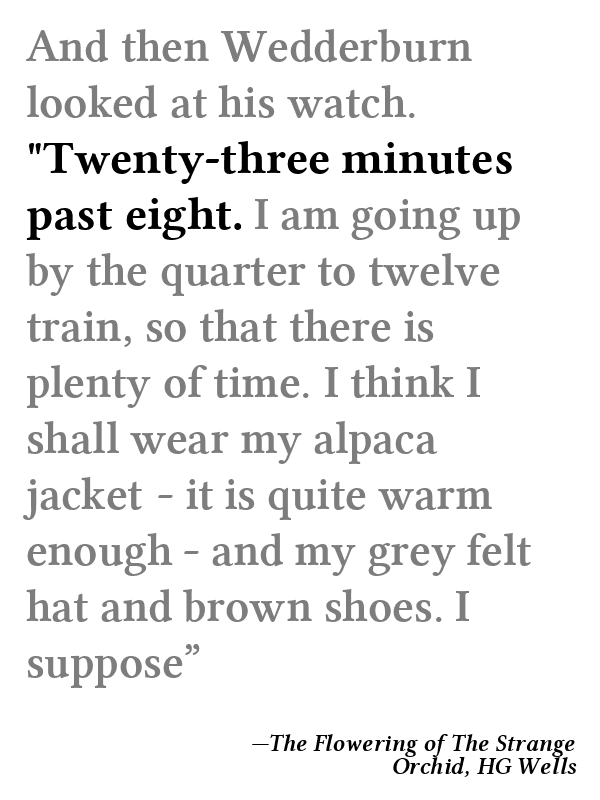 And then Wedderburn
looked at his watch.
"Twenty-three minutes
past eight. I am going up
by the quarter to twelve
train, so that there is
plenty of time. I think I
shall wear my alpaca
jacket - it is quite warm
enough - and my grey felt
hat and brown shoes. I
suppose”
—The Flowering of The Strange
Orchid, HG Wells